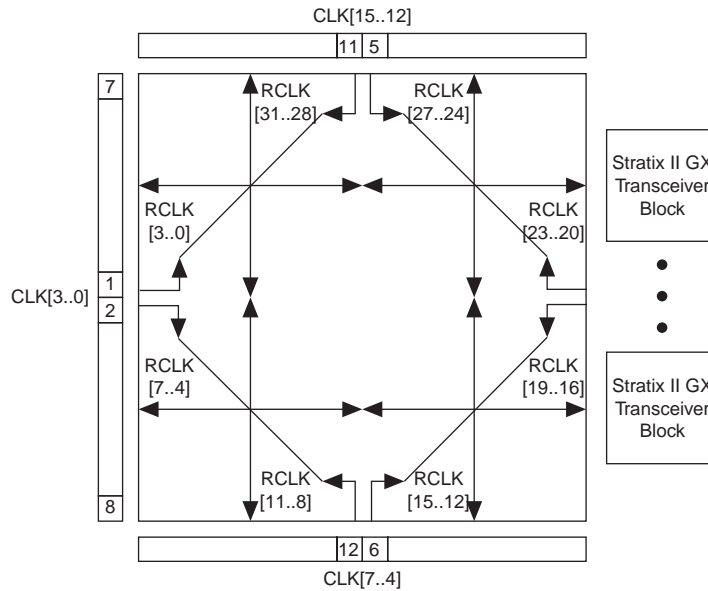 CLK[15..12]
11 5
7
RCLK
[31..28]
RCLK
[27..24]
Stratix II GX
Transceiver
Block
RCLK
[3..0]
RCLK
[23..20]
1
CLK[3..0]
2
RCLK
[7..4]
RCLK
[19..16]
Stratix II GX
Transceiver
Block
RCLK
[11..8]
RCLK
[15..12]
8
12 6
CLK[7..4]